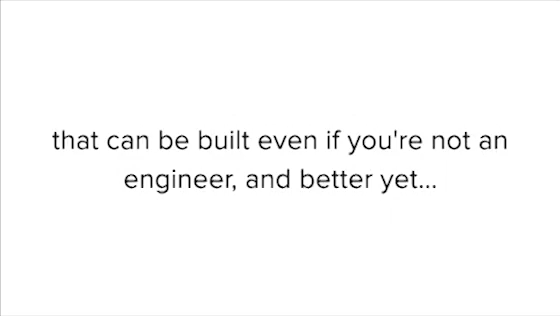 that can be built even if you're not an
engineer, and better yet...